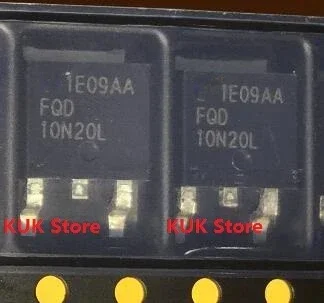 1E09AA
FQD
10N20L
1E09AA
FQD
10N20L
KUK Store
KUK Store